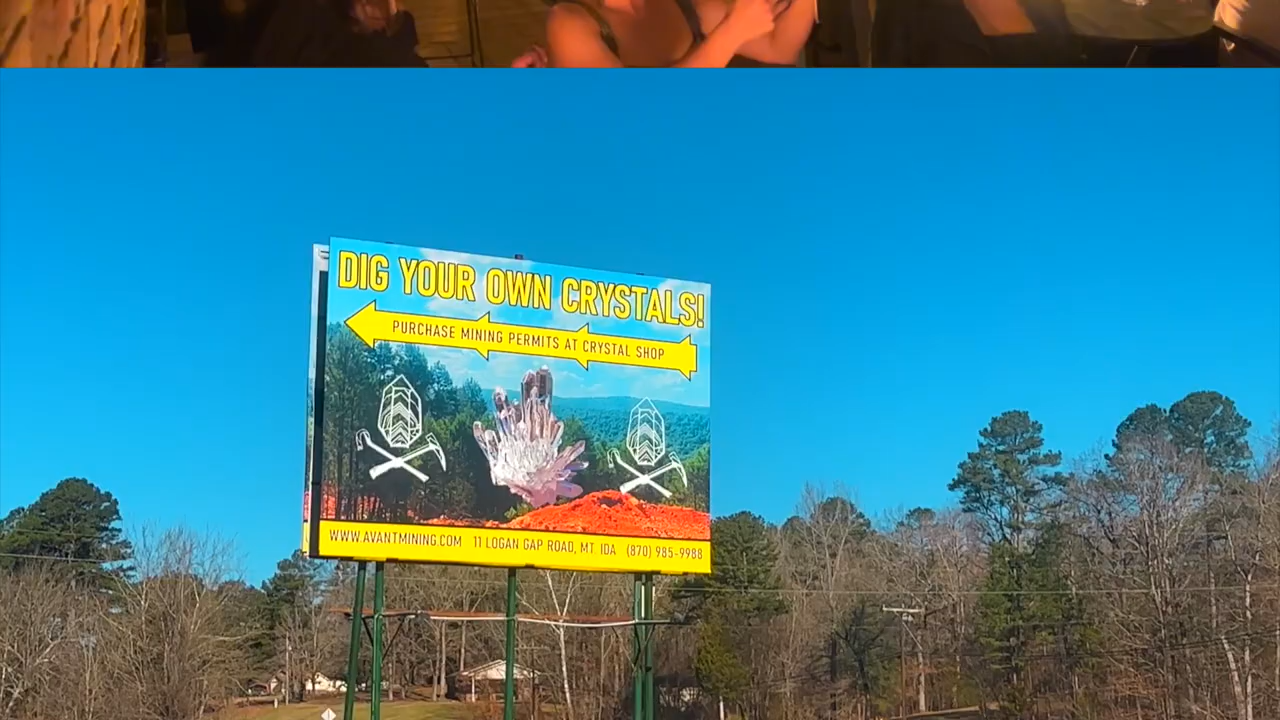 DIG YOUR OWN CRYSTALS!
PURCHASE MINING PERMITS AT CRYSTAL SHOP
WWW.AVANTMINING.COM 11 LOGAN GAP ROAD, MT. IDA (870) 985-9988